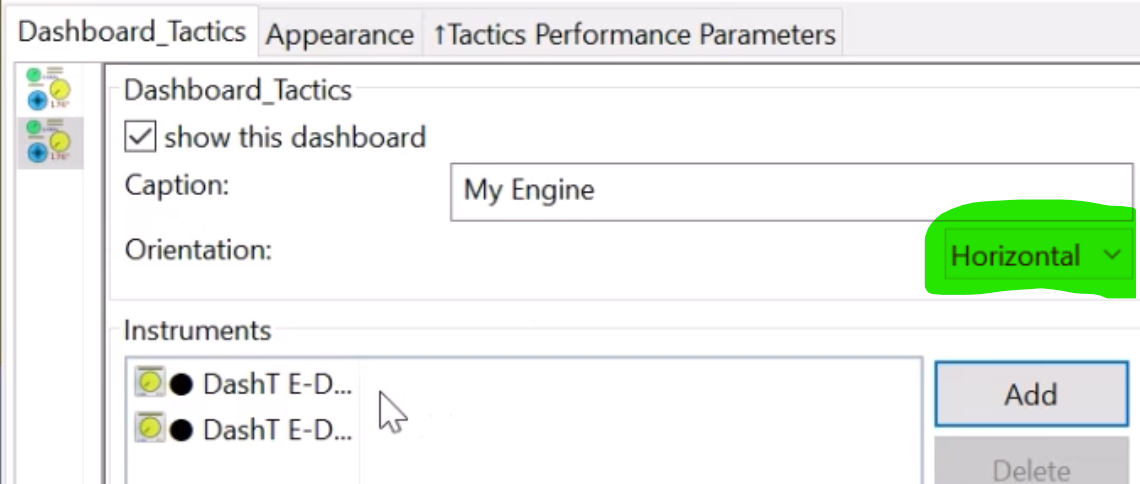 Dashboard_Tactics Appearance ↑Tactics Performance Parameters
Dashboard_Tactics
show this dashboard
Caption: My Engine
Orientation: Horizontal
Instruments
DashT E-D...
Add
DashT E-D...
Delete